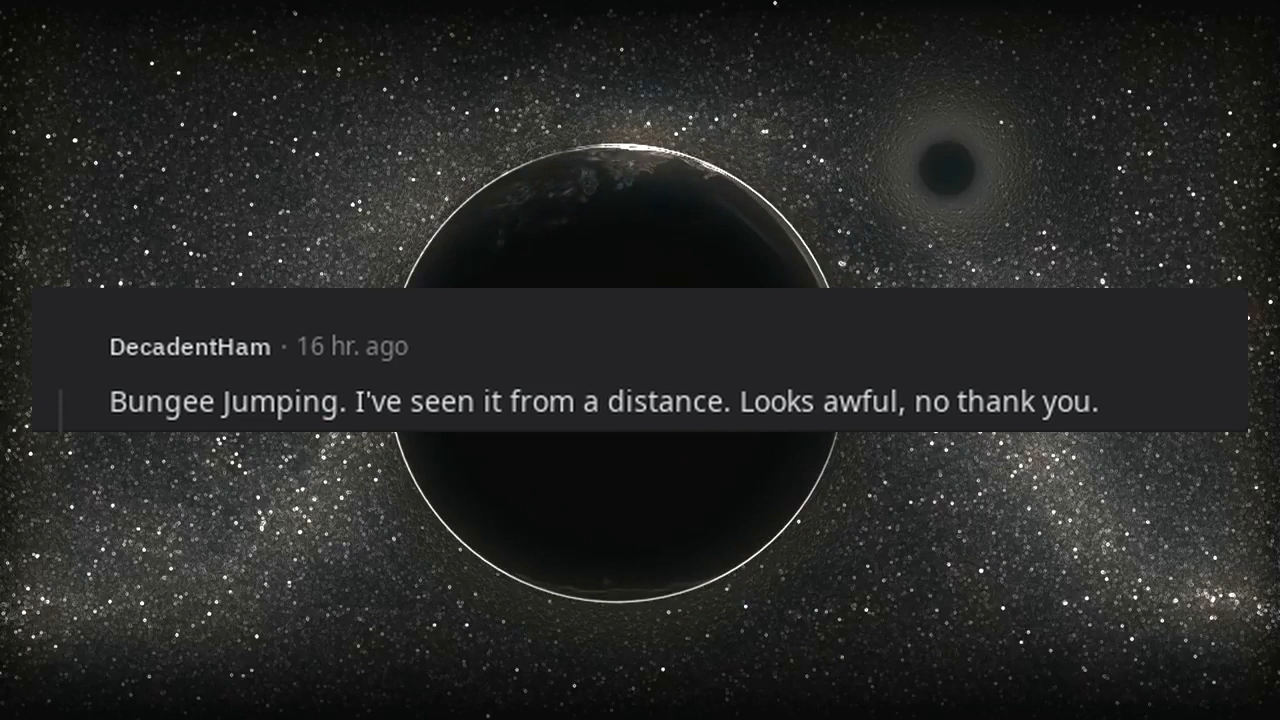 DecadentHam · 16 hr. ago
Bungee Jumping. I've seen it from a distance. Looks awful, no thank you.